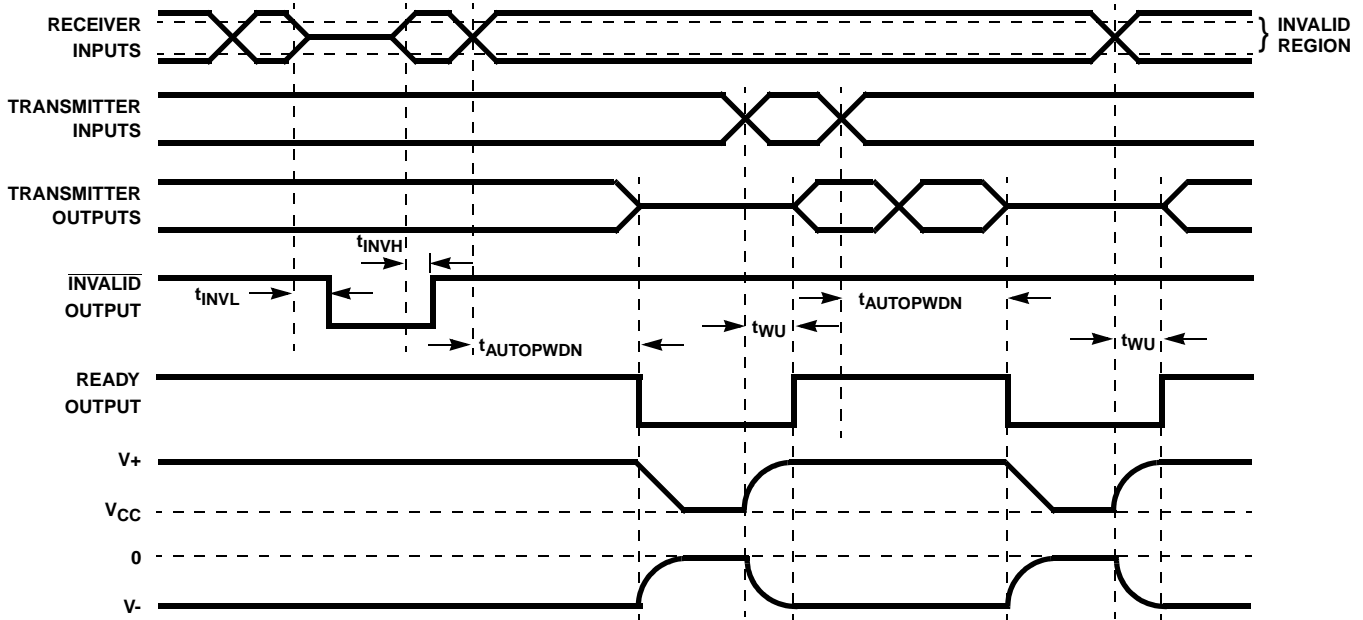 RECEIVER
INPUTS
} INVALID
REGION
TRANSMITTER
INPUTS
TRANSMITTER
OUTPUTS
tINVH
INVALID
OUTPUT
tINVL
tAUTOPWDN
tWU
tAUTOPWDN
tWU
READY
OUTPUT
V+
VCC
0
V-